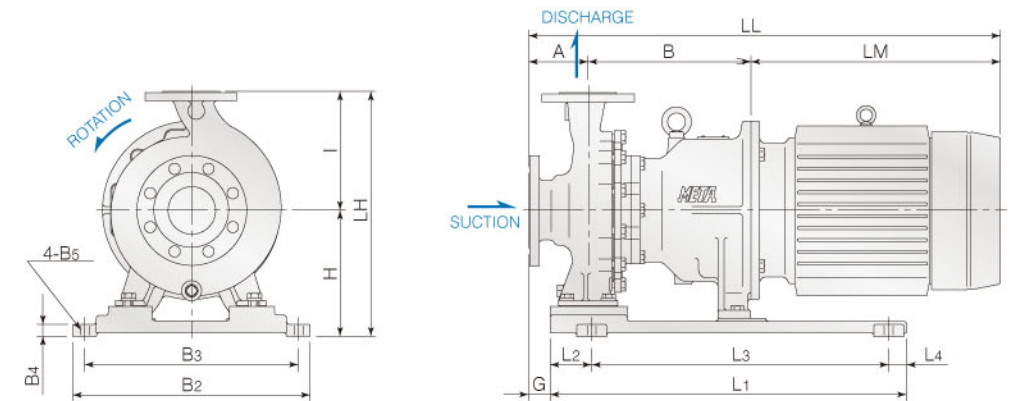 ROTATION
I
LH
H
4-B5
B4
B3
B2
DISCHARGE
LL
A
B
LM
META
SUCTION
L2
L3
L4
G
L1